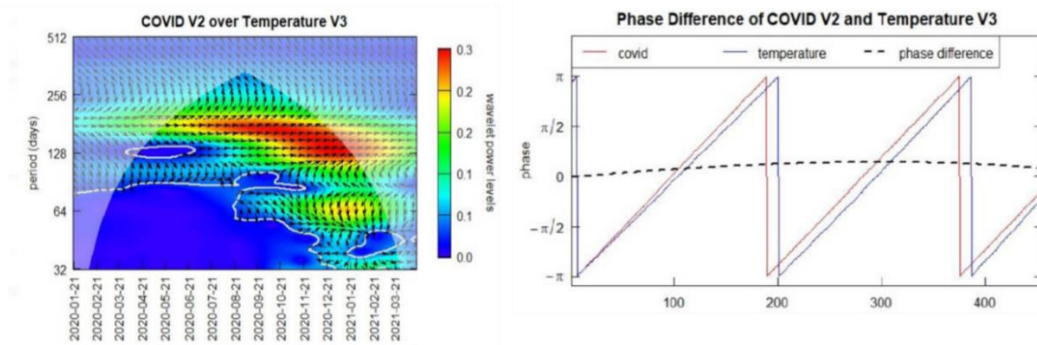 COVID V2 over Temperature V3
512
256
128
64
32
period (days)
2020-01-21
2020-02-21
2020-03-21
2020-04-21
2020-05-21
2020-06-21
2020-07-21
2020-08-21
2020-09-21
2020-10-21
2020-11-21
2020-12-21
2021-01-21
2021-02-21
2021-03-21
0.3
0.2
0.2
0.1
0.1
0.0
wavelet power levels
Phase Difference of COVID V2 and Temperature V3
covid temperature phase difference
π
π/2
0
-π/2
-π
phase
100 200 300 400